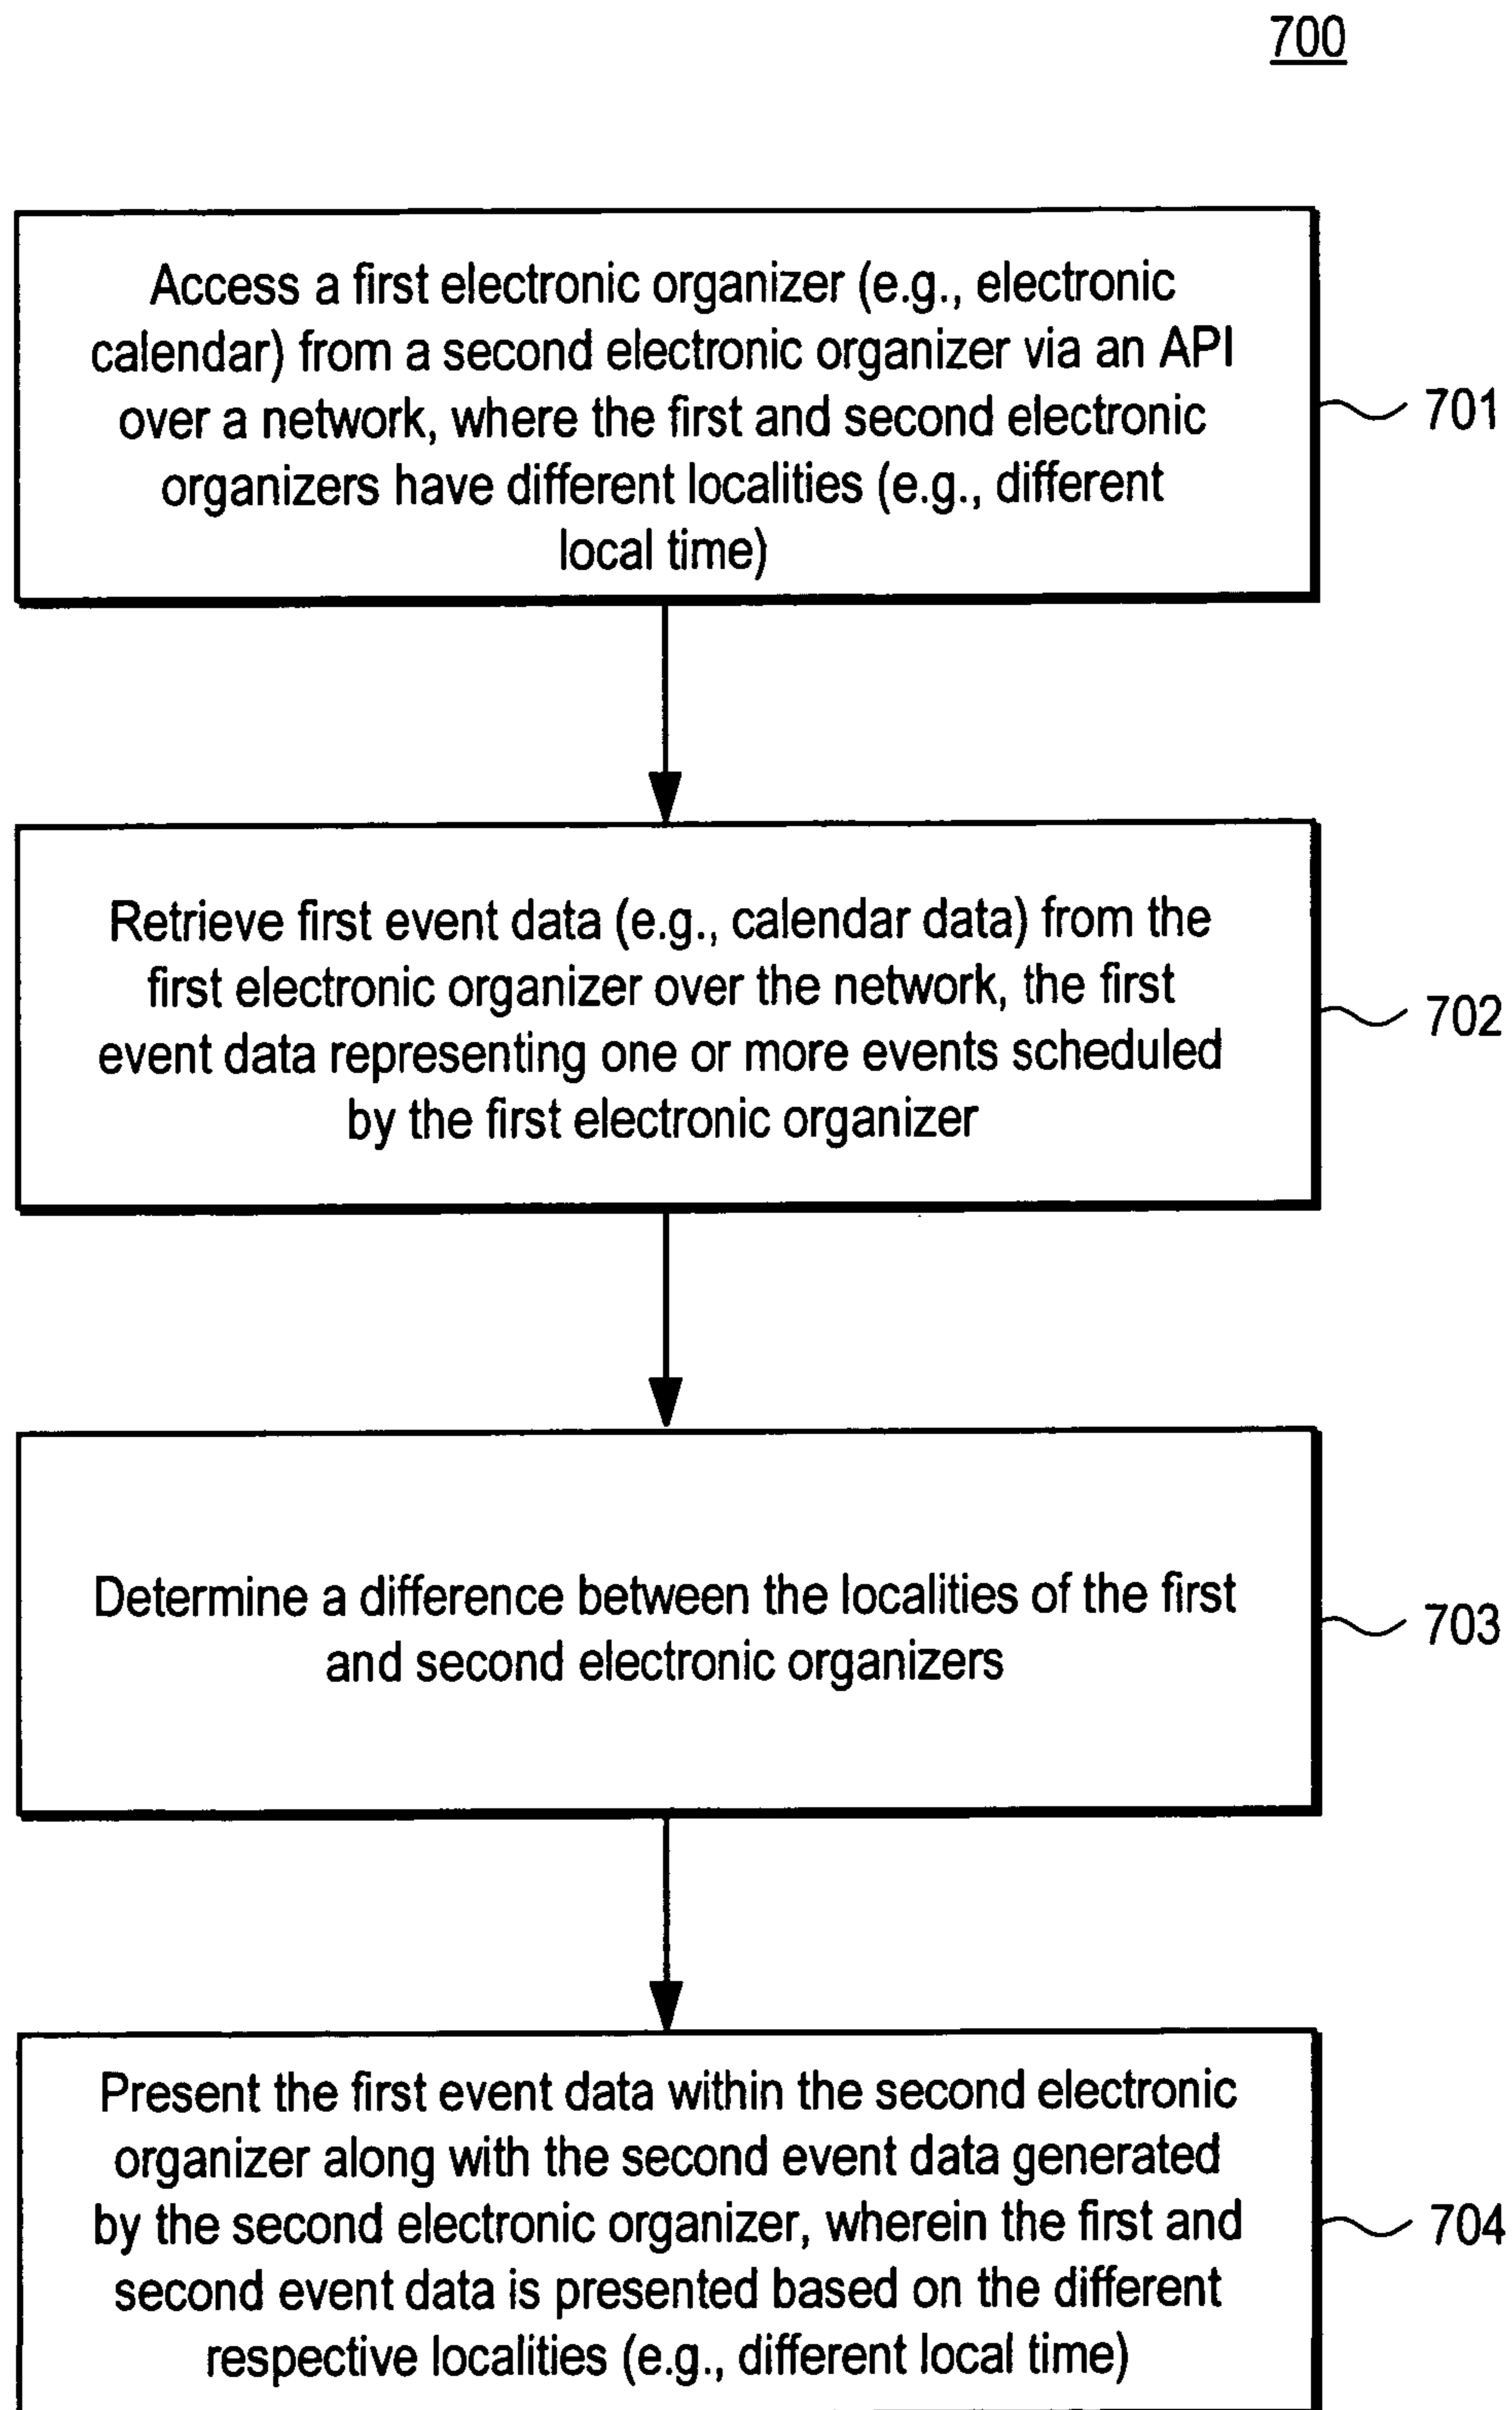 700
Access a first electronic organizer (e.g., electronic
calendar) from a second electronic organizer via an API
over a network, where the first and second electronic
organizers have different localities (e.g., different
local time)
701
Retrieve first event data (e.g., calendar data) from the
first electronic organizer over the network, the first
event data representing one or more events scheduled
by the first electronic organizer
702
Determine a difference between the localities of the first
and second electronic organizers
703
Present the first event data within the second electronic
organizer along with the second event data generated
by the second electronic organizer, wherein the first and
second event data is presented based on the different
respective localities (e.g., different local time)
704